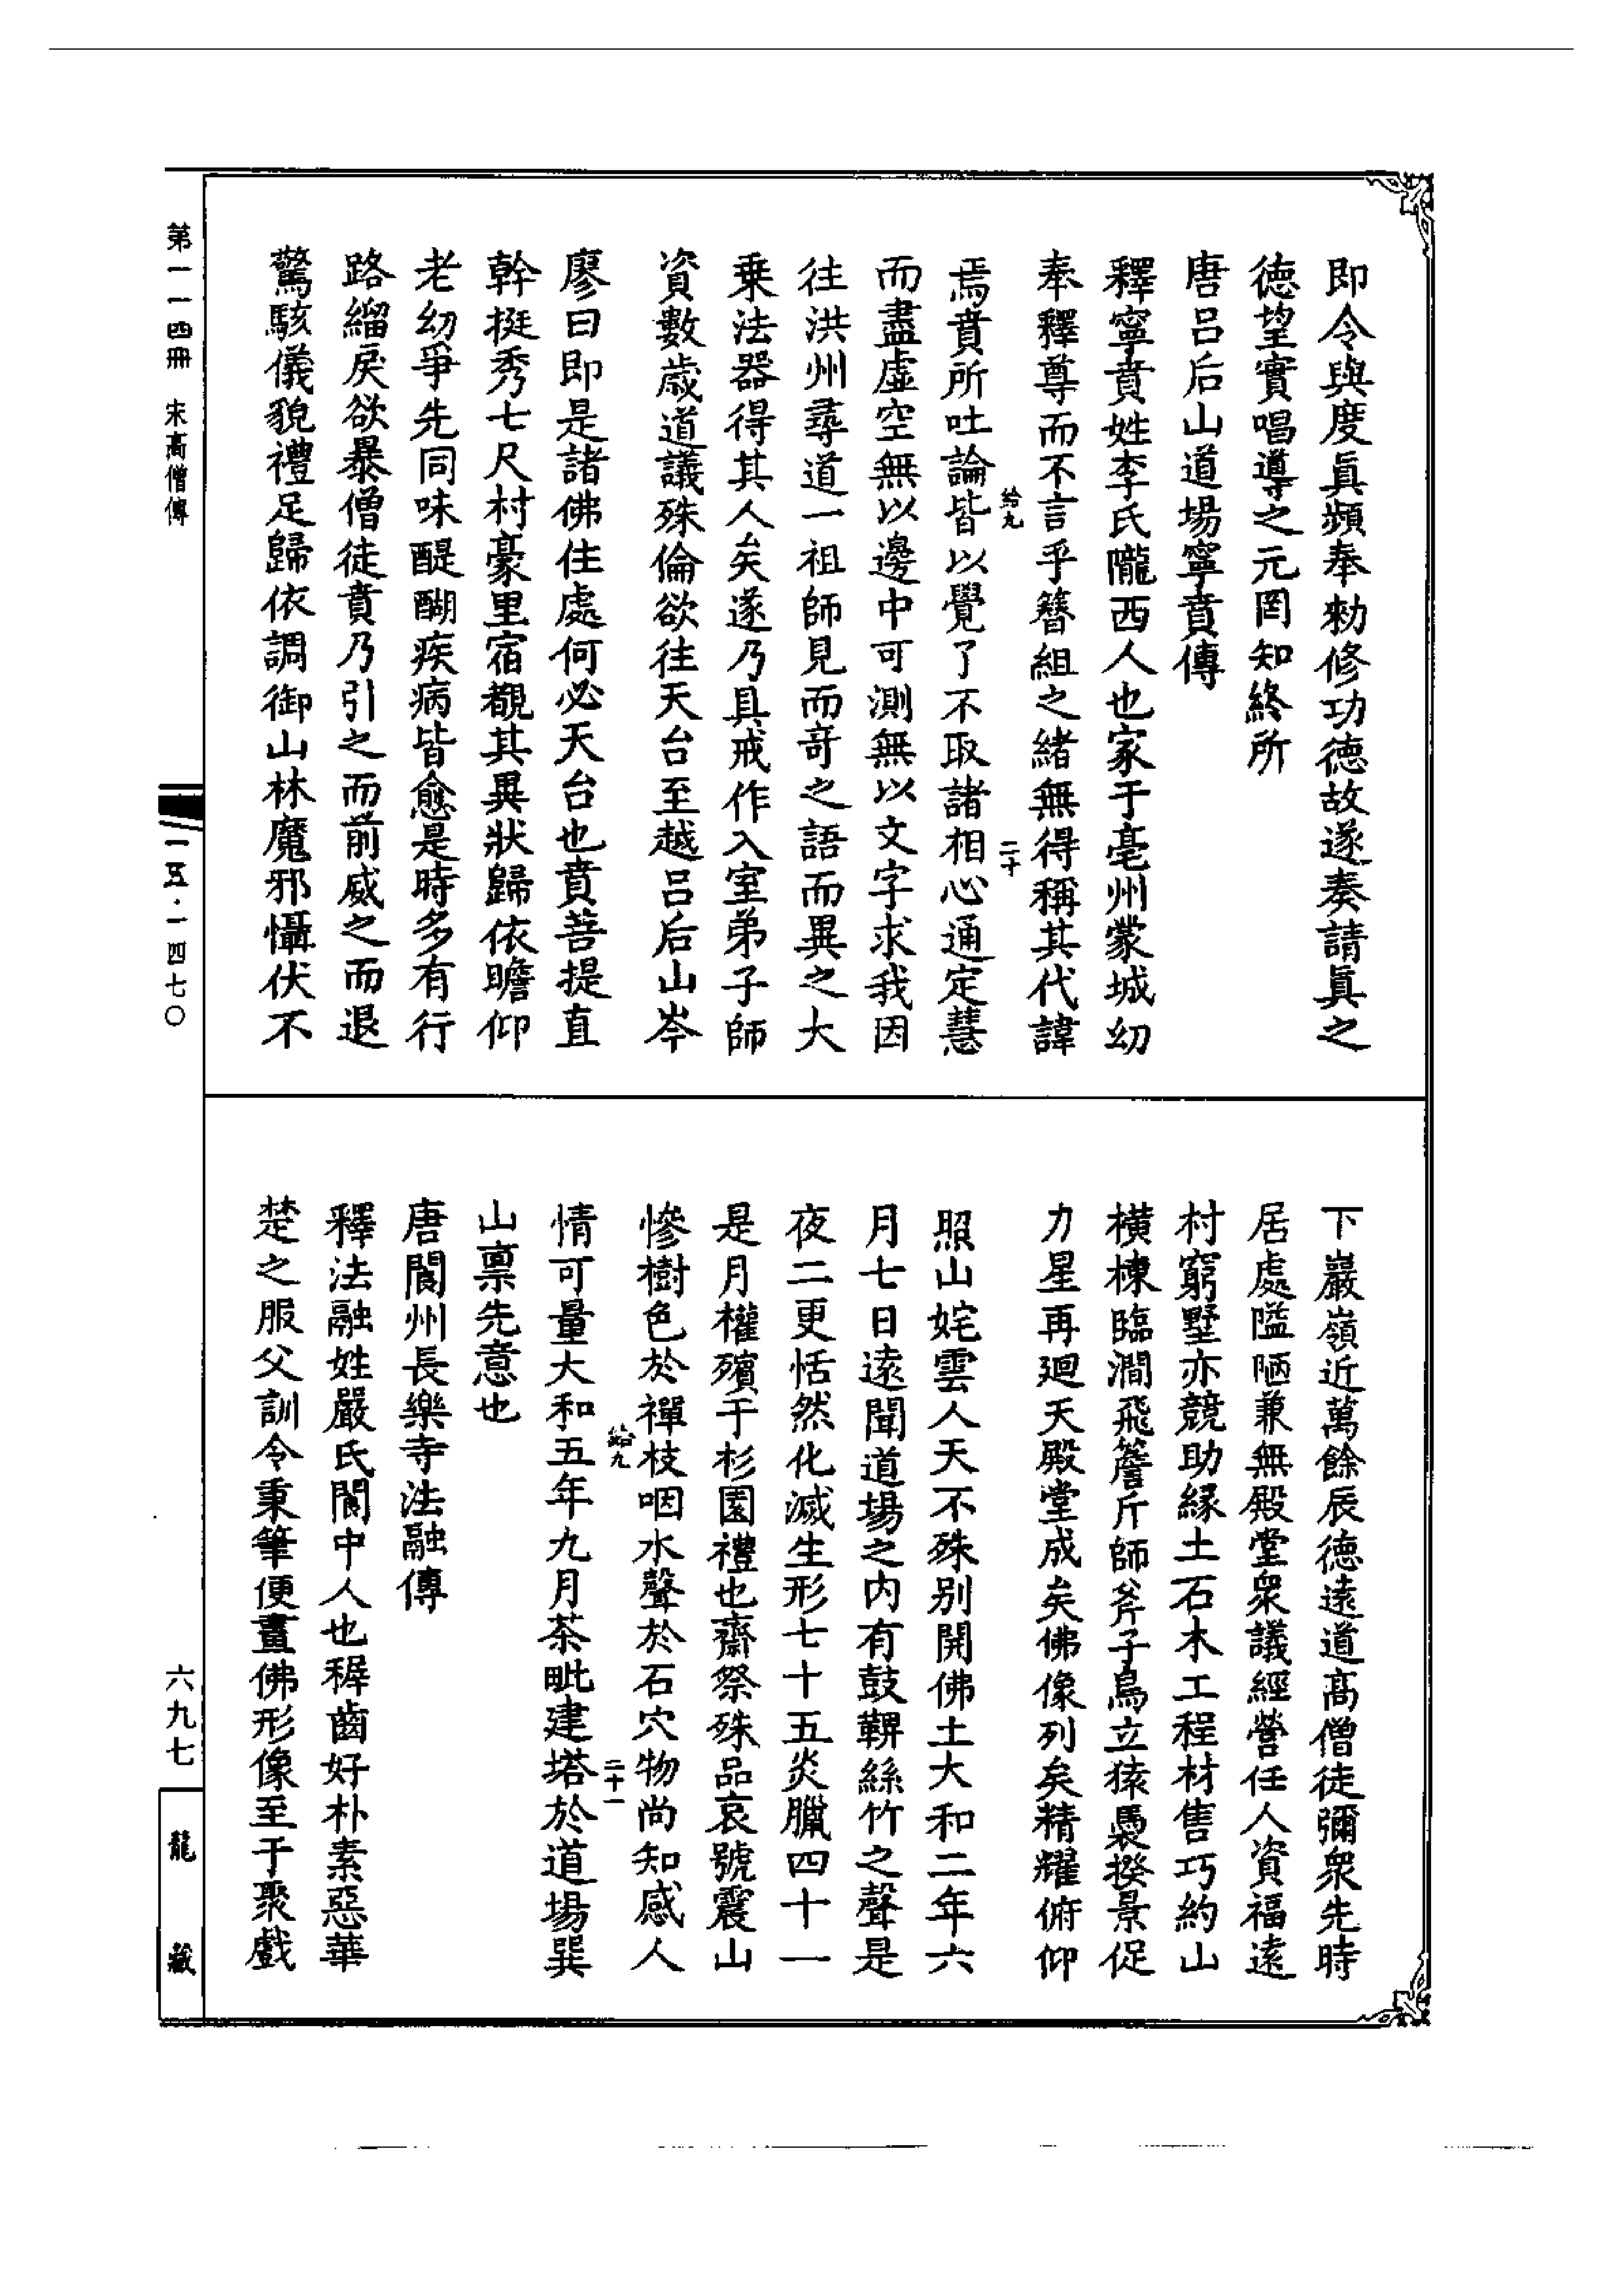 即令與度眞頻奉勅修功德故遂奏請眞之
德望實唱導之元罔知終所
唐呂后山道場寧賁傳
釋寧賁姓李氏隴西人也家于亳州蒙城幼
奉釋尊而不言乎簪組之緒無得稱其代諱
給九
二十
焉賁所吐論皆以覺了不取諸相心通定慧
而盡虛空無以邊中可測無以文字求我因
往洪州尋道一祖師見而竒之語而異之大
乗法器得其人矣遂乃具戒作入室弟子師
資數歲道議殊倫欲往天台至越呂后山岑
廖曰即是諸佛住處何必天台也賁菩提直
幹挺秀七尺村豪里宿覩其異狀歸依瞻仰
老幼爭先同味醍醐疾病皆愈是時多有行
路緇戾欲暴僧徒賁乃引之而前威之而退
驚駭儀貌禮足歸依調御山林魔邪懾伏不
下巖嶺近萬餘辰德遠道高僧徒彌衆先時
居處隘陋兼無殿堂衆議經營任人資福遠
村窮墅亦競助緣土石木工程材售巧約山
橫棟臨澗飛簷斤師斧子鳥立猿褭揆景促
力星再廻天殿堂成矣佛像列矣精耀俯仰
照山姹雲人天不殊別開佛土大和二年六
月七日遠聞道場之内有鼓鞞絲竹之聲是
夜二更恬然化滅生形七十五炎臘四十一
是月權殯于杉園禮也齋祭殊品哀號震山
慘樹色於禪枝咽水聲於石穴物尚知感人
給九
二十一
情可量大和五年九月茶毗建塔於道場巽
山禀先意也
唐閬州長樂寺法融傳
釋法融姓嚴氏閬中人也穉齒好朴素惡華
楚之服父訓令秉筆便畫佛形像至于聚戲
第一一四冊
宋高僧傳
一五·一四七〇
六九七
龍藏